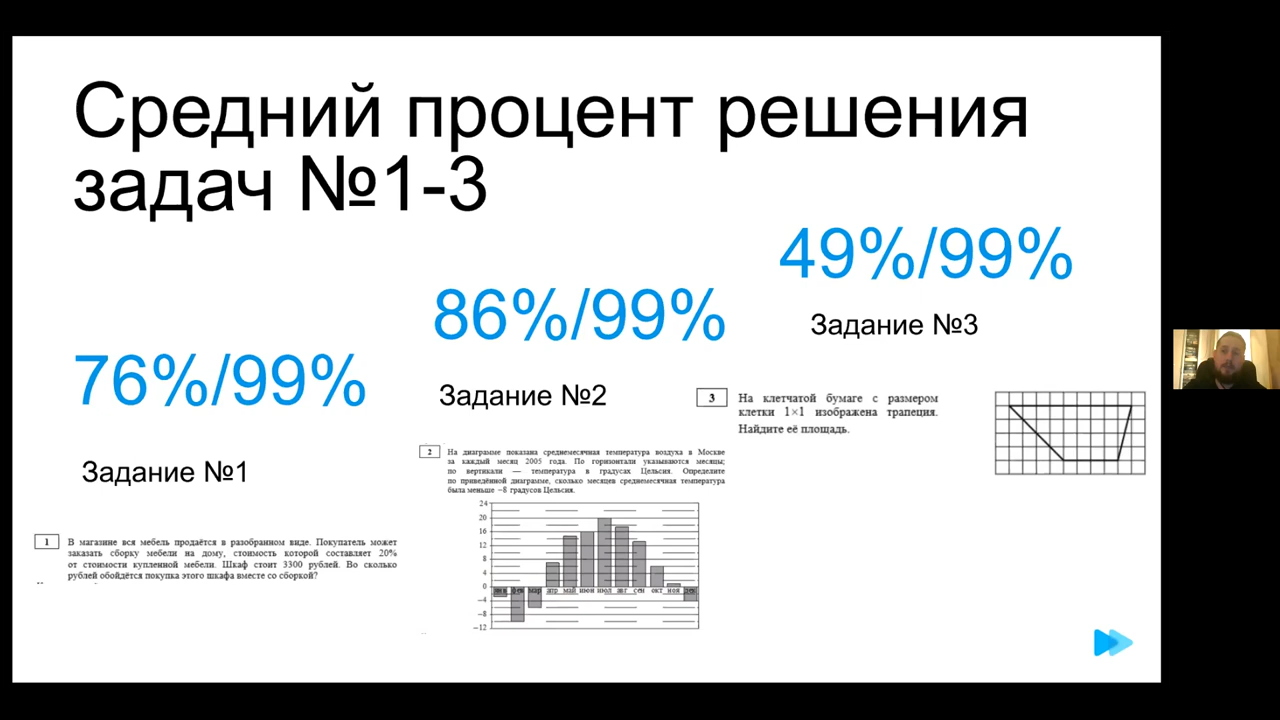 Средний процент решения
задач №1-3
76%/99%
Задание №1
1
В магазине вся мебель продаётся в разобранном виде. Покупатель может
заказать сборку мебели на дому, стоимость которой составляет 20%
от стоимости купленной мебели. Шкаф стоит 3300 рублей. Во сколько
рублей обойдётся покупка этого шкафа вместе со сборкой?
86%/99%
Задание №2
2
На диаграмме показана среднемесячная температура воздуха в Москве
за каждый месяц 2005 года. По горизонтали указываются месяцы;
по вертикали — температура в градусах Цельсия. Определите
по приведённой диаграмме, сколько месяцев среднемесячная температура
была меньше −8 градусов Цельсия.
24
20
16
12
8
4
0
−4
−8
−12
янв фев мар апр май июн июл авг сен окт ноя дек
49%/99%
Задание №3
3
На клетчатой бумаге с размером
клетки 1×1 изображена трапеция.
Найдите её площадь.